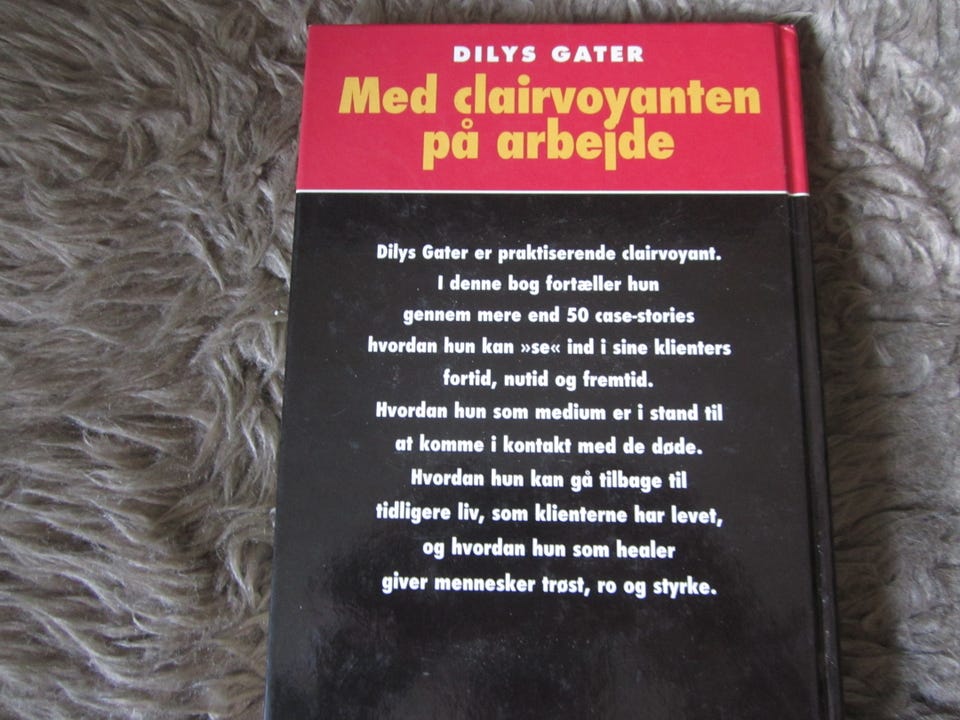 DILYS GATER
Med clairvoyanten
på arbejde
Dilys Gater er praktiserende clairvoyant.
I denne bog fortæller hun
gennem mere end 50 case-stories
hvordan hun kan »se« ind i sine klienters
fortid, nutid og fremtid.
Hvordan hun som medium er i stand til
at komme i kontakt med de døde.
Hvordan hun kan gå tilbage til
tidligere liv, som klienterne har levet,
og hvordan hun som healer
giver mennesker trøst, ro og styrke.